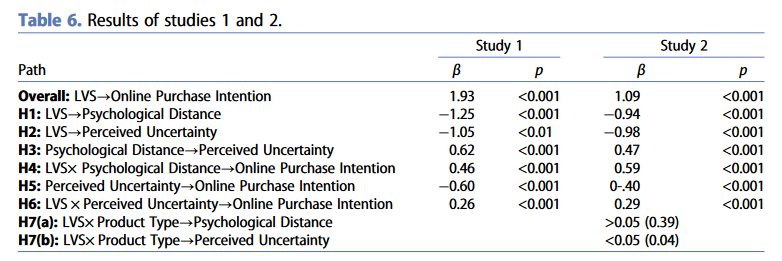 Table 6. Results of studies 1 and 2.
Study 1 Study 2
Path β p β p
Overall: LVS→Online Purchase Intention 1.93 <0.001 1.09 <0.001
H1: LVS→Psychological Distance −1.25 <0.001 −0.94 <0.001
H2: LVS→Perceived Uncertainty −1.05 <0.01 −0.98 <0.001
H3: Psychological Distance→Perceived Uncertainty 0.62 <0.001 0.47 <0.001
H4: LVS× Psychological Distance→Online Purchase Intention 0.46 <0.001 0.59 <0.001
H5: Perceived Uncertainty→Online Purchase Intention −0.60 <0.001 0-.40 <0.001
H6: LVS × Perceived Uncertainty→Online Purchase Intention 0.26 <0.001 0.29 <0.001
H7(a): LVS× Product Type→Psychological Distance >0.05 (0.39)
H7(b): LVS× Product Type→Perceived Uncertainty <0.05 (0.04)